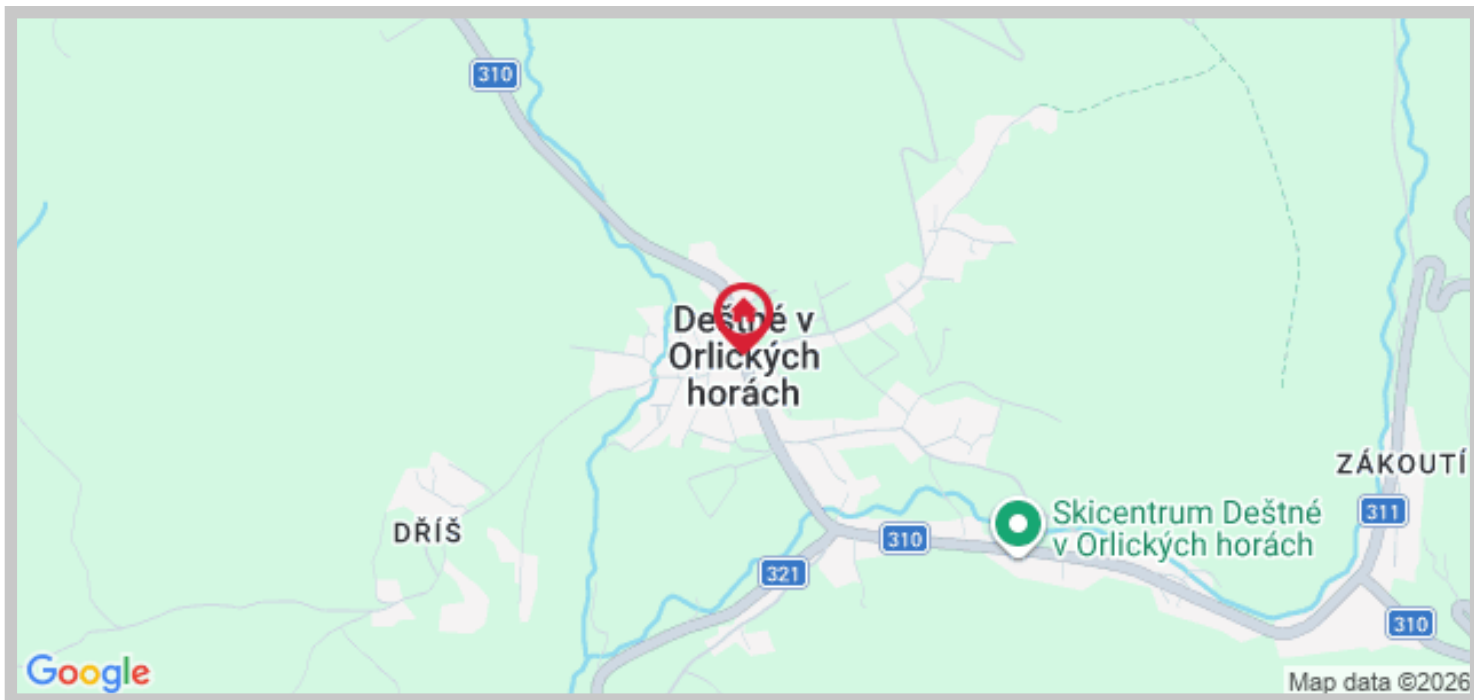 310
Deštné v
Orlických
horách
ZÁKOUTÍ
Skicentrum Deštné
v Orlických horách
311
DŘÍŠ
310
321
310
Google
Map data ©2026